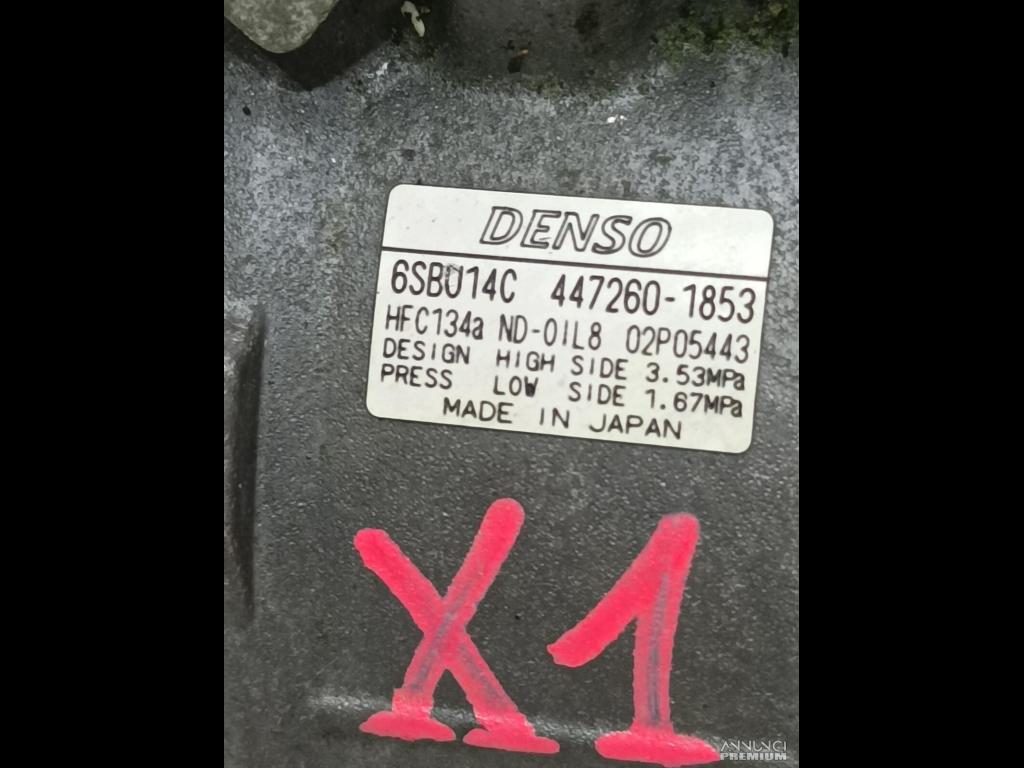 DENSO
6SBU14C 447260-1853
HFC134a ND-OIL8 02P05443
DESIGN HIGH SIDE 3.53MPa
PRESS LOW SIDE 1.67MPa
MADE IN JAPAN
X1
ANNUNCI
PREMIUM